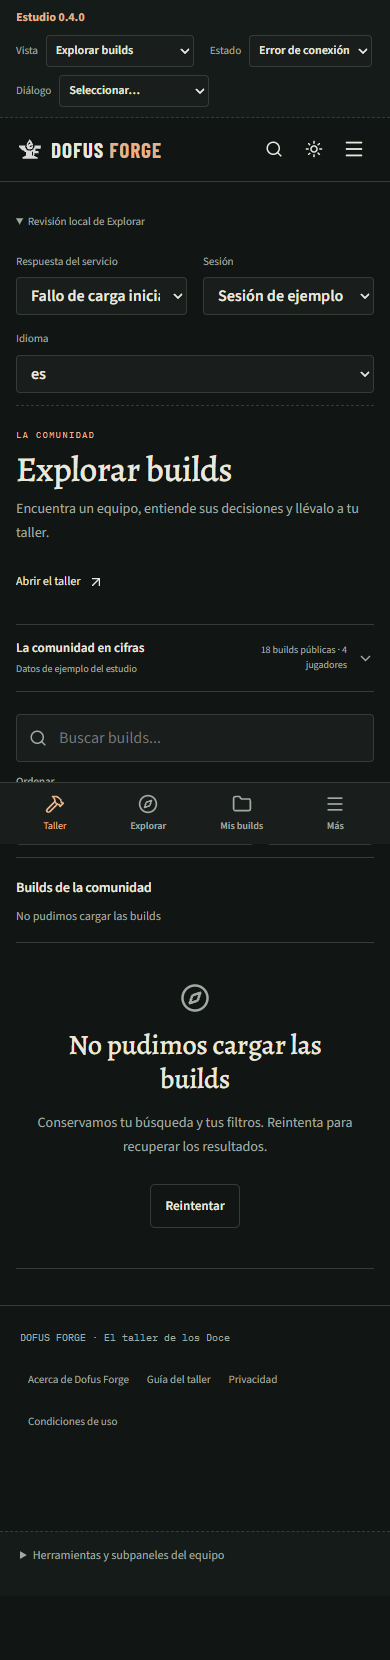 Estudio 0.4.0
Vista Explorar builds Estado Error de conexión
Diálogo Seleccionar...
DOFUS FORGE
Revisión local de Explorar
Respuesta del servicio Sesión
Fallo de carga inicia Sesión de ejemplo
Idioma
es
LA COMUNIDAD
Explorar builds
Encuentra un equipo, entiende sus decisiones y llévalo a tu
taller.
Abrir el taller
La comunidad en cifras
Datos de ejemplo del estudio
18 builds públicas · 4
jugadores
Buscar builds...
Ordenar
Taller Explorar Mis builds Más
Builds de la comunidad
No pudimos cargar las builds
No pudimos cargar las
builds
Conservamos tu búsqueda y tus filtros. Reintenta para
recuperar los resultados.
Reintentar
DOFUS FORGE · El taller de los Doce
Acerca de Dofus Forge Guía del taller Privacidad
Condiciones de uso
Herramientas y subpaneles del equipo